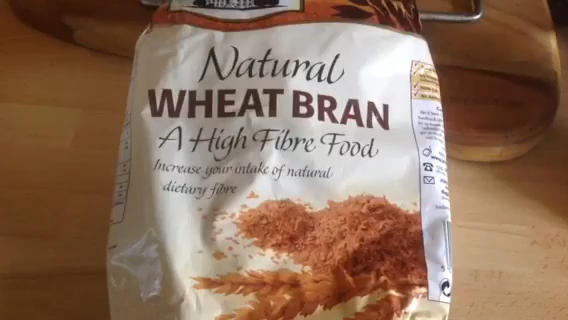 Natural
WHEAT BRAN
A High Fibre Food
Increase your intake of natural
dietary fibre